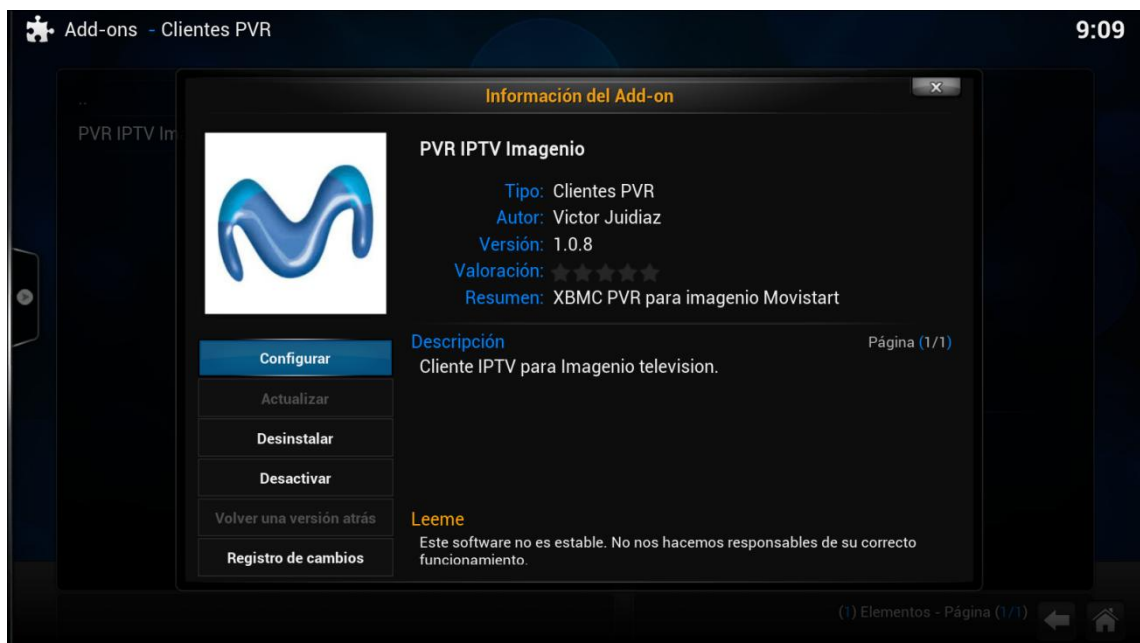 Add-ons - Clientes PVR
9:09
..
PVR IPTV Im
Información del Add-on
x
PVR IPTV Imagenio
Tipo: Clientes PVR
Autor: Victor Juidiaz
Versión: 1.0.8
Valoración:
Resumen: XBMC PVR para imagenio Movistart
Descripción
Página (1/1)
Cliente IPTV para Imagenio television.
Configurar
Actualizar
Desinstalar
Desactivar
Volver una versión atrás
Registro de cambios
Leeme
Este software no es estable. No nos hacemos responsables de su correcto
funcionamiento.
(1) Elementos - Página (1/1)